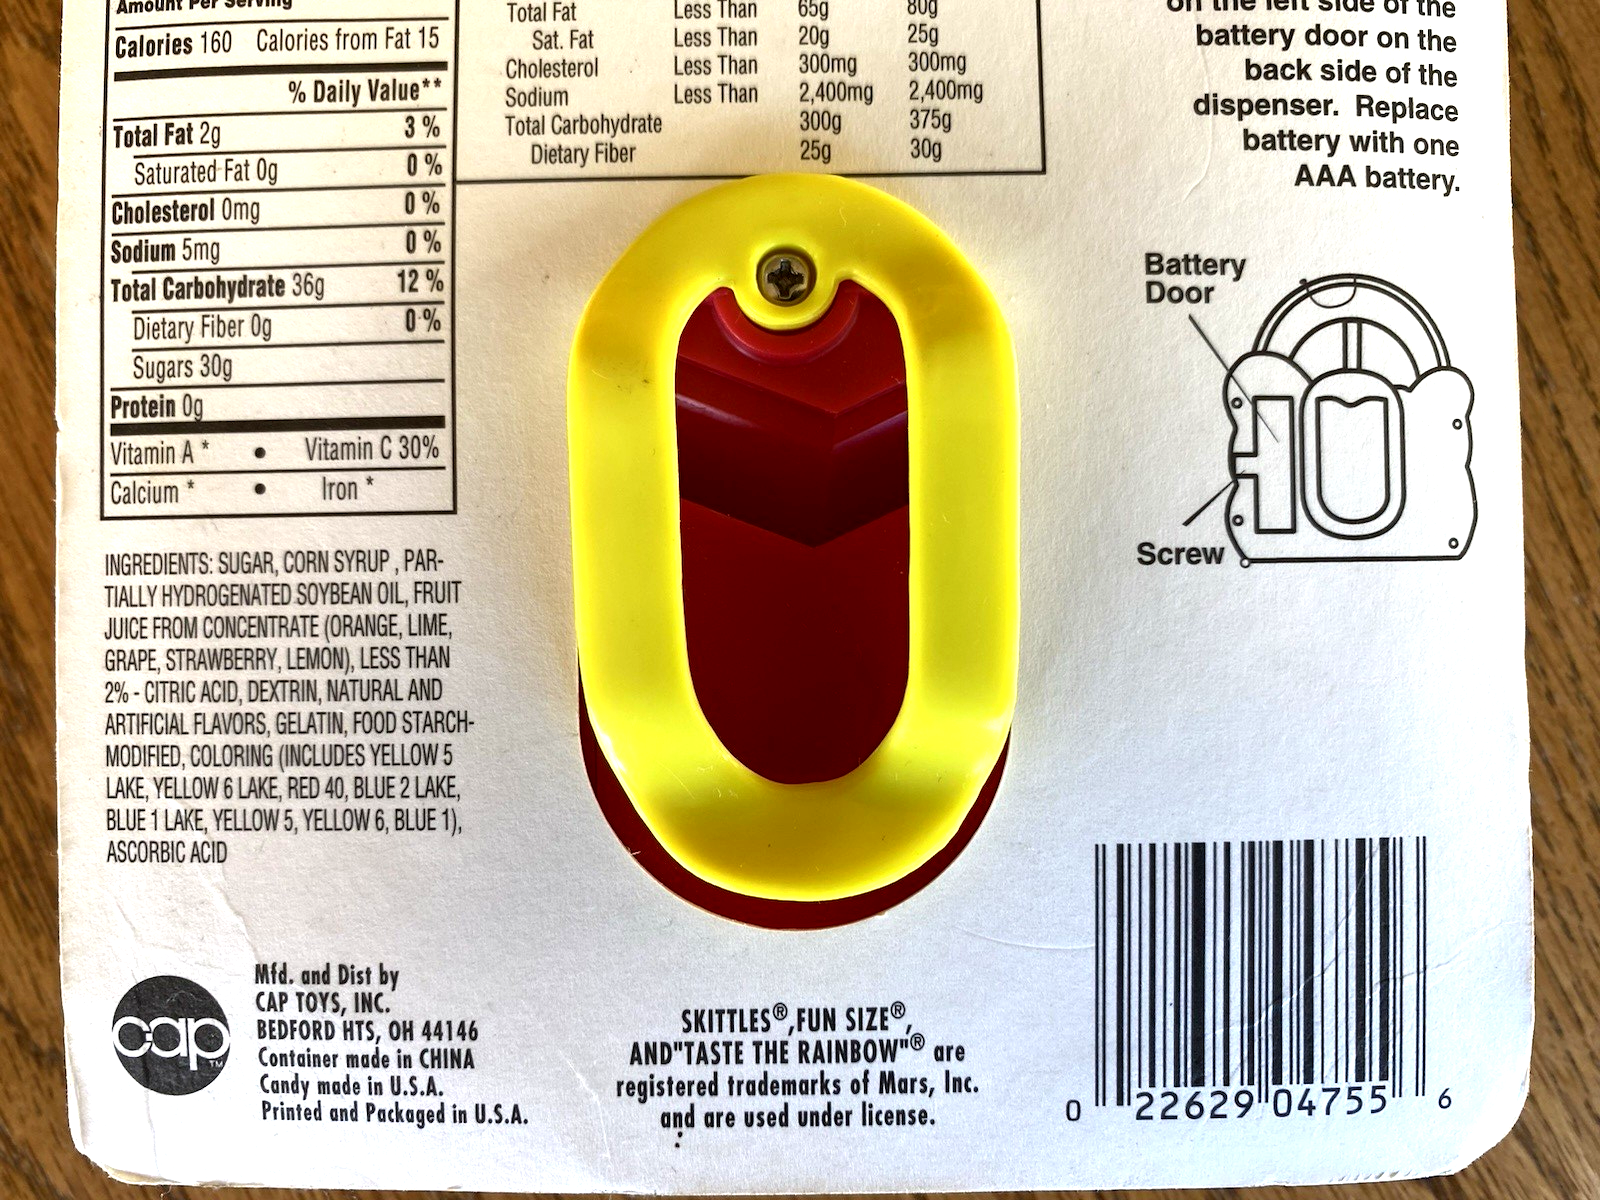 Amount Per Serving
Calories 160 Calories from Fat 15
% Daily Value**
Total Fat 2g 3 %
Saturated Fat 0g 0 %
Cholesterol 0mg 0 %
Sodium 5mg 0 %
Total Carbohydrate 36g 12 %
Dietary Fiber 0g 0 %
Sugars 30g
Protein 0g
Vitamin A * • Vitamin C 30%
Calcium * • Iron *
Total Fat Less Than 65g 80g
Sat. Fat Less Than 20g 25g
Cholesterol Less Than 300mg 300mg
Sodium Less Than 2,400mg 2,400mg
Total Carbohydrate 300g 375g
Dietary Fiber 25g 30g
on the left side of the
battery door on the
back side of the
dispenser. Replace
battery with one
AAA battery.
Battery
Door
Screw
INGREDIENTS: SUGAR, CORN SYRUP , PAR-
TIALLY HYDROGENATED SOYBEAN OIL, FRUIT
JUICE FROM CONCENTRATE (ORANGE, LIME,
GRAPE, STRAWBERRY, LEMON), LESS THAN
2% - CITRIC ACID, DEXTRIN, NATURAL AND
ARTIFICIAL FLAVORS, GELATIN, FOOD STARCH-
MODIFIED, COLORING (INCLUDES YELLOW 5
LAKE, YELLOW 6 LAKE, RED 40, BLUE 2 LAKE,
BLUE 1 LAKE, YELLOW 5, YELLOW 6, BLUE 1),
ASCORBIC ACID
cap TM
Mfd. and Dist by
CAP TOYS, INC.
BEDFORD HTS, OH 44146
Container made in CHINA
Candy made in U.S.A.
Printed and Packaged in U.S.A.
SKITTLES®, FUN SIZE®,
AND"TASTE THE RAINBOW"® are
registered trademarks of Mars, Inc.
and are used under license.
0 22629 04755 6